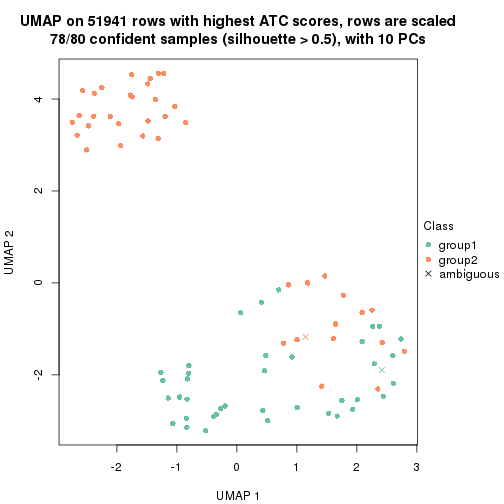 UMAP on 51941 rows with highest ATC scores, rows are scaled
78/80 confident samples (silhouette > 0.5), with 10 PCs
4
2
0
-2
UMAP 2
-2
-1
0
1
2
3
UMAP 1
Class
group1
group2
ambiguous